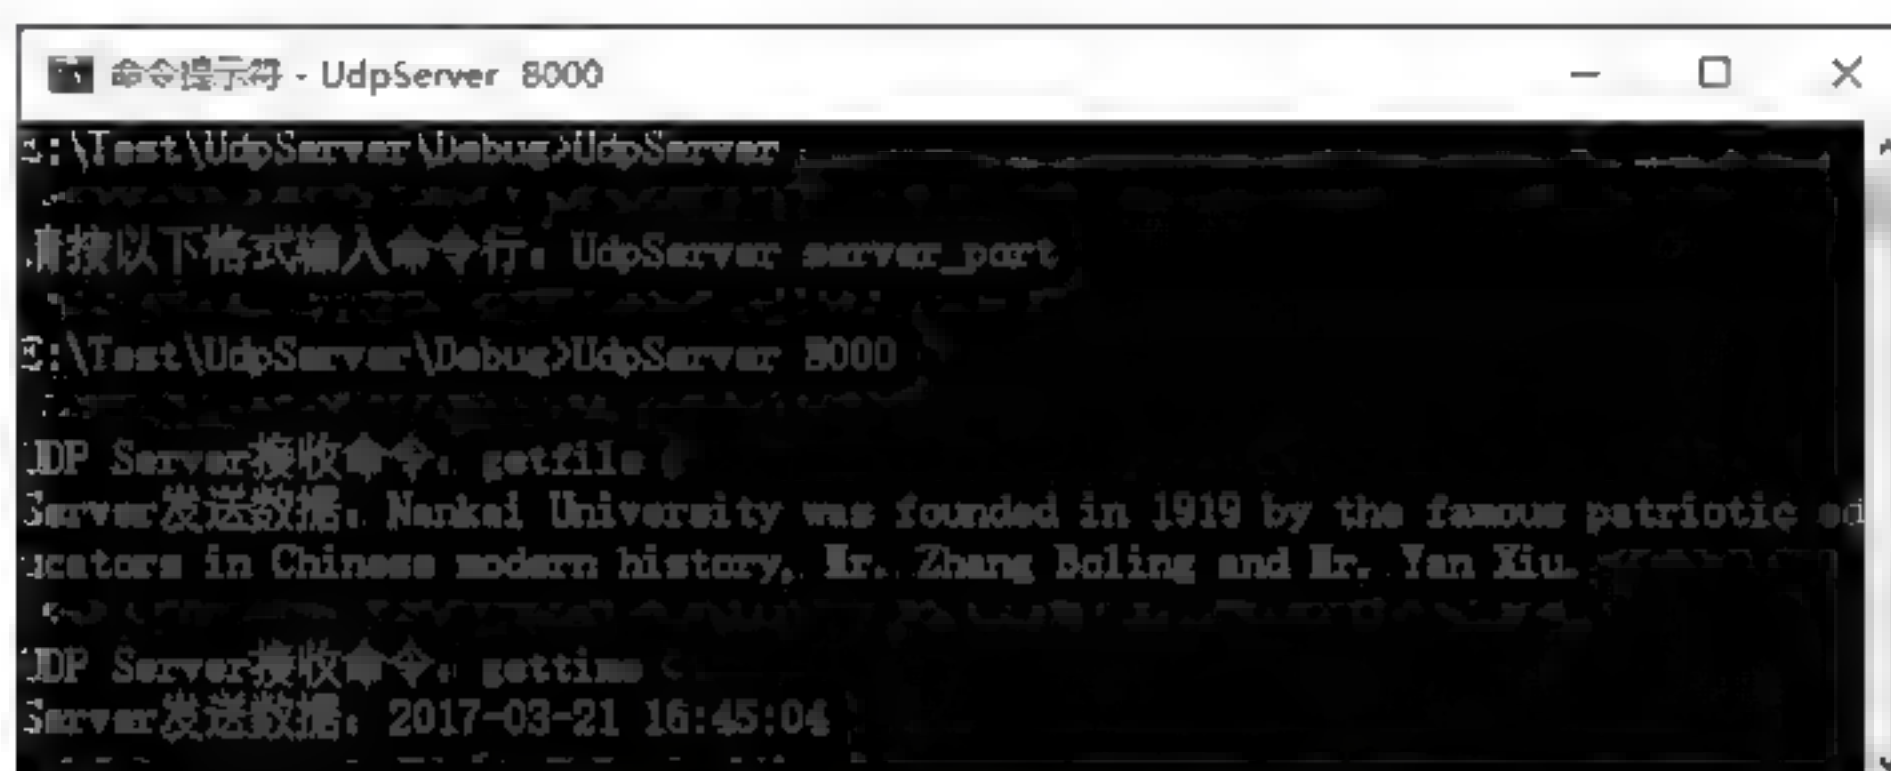 命令提示符 - UdpServer 8000
E:\Test\UdpServer\Debug>UdpServer
请按以下格式输入命令行: UdpServer server_port
E:\Test\UdpServer\Debug>UdpServer 8000
UDP Server接收命令: getfile
Server发送数据: Nankai University was founded in 1919 by the famous patriotic ed
ucators in Chinese modern history, Mr. Zhang Boling and Mr. Yan Xiu.
UDP Server接收命令: gettime
Server发送数据: 2017-03-21 16:45:04